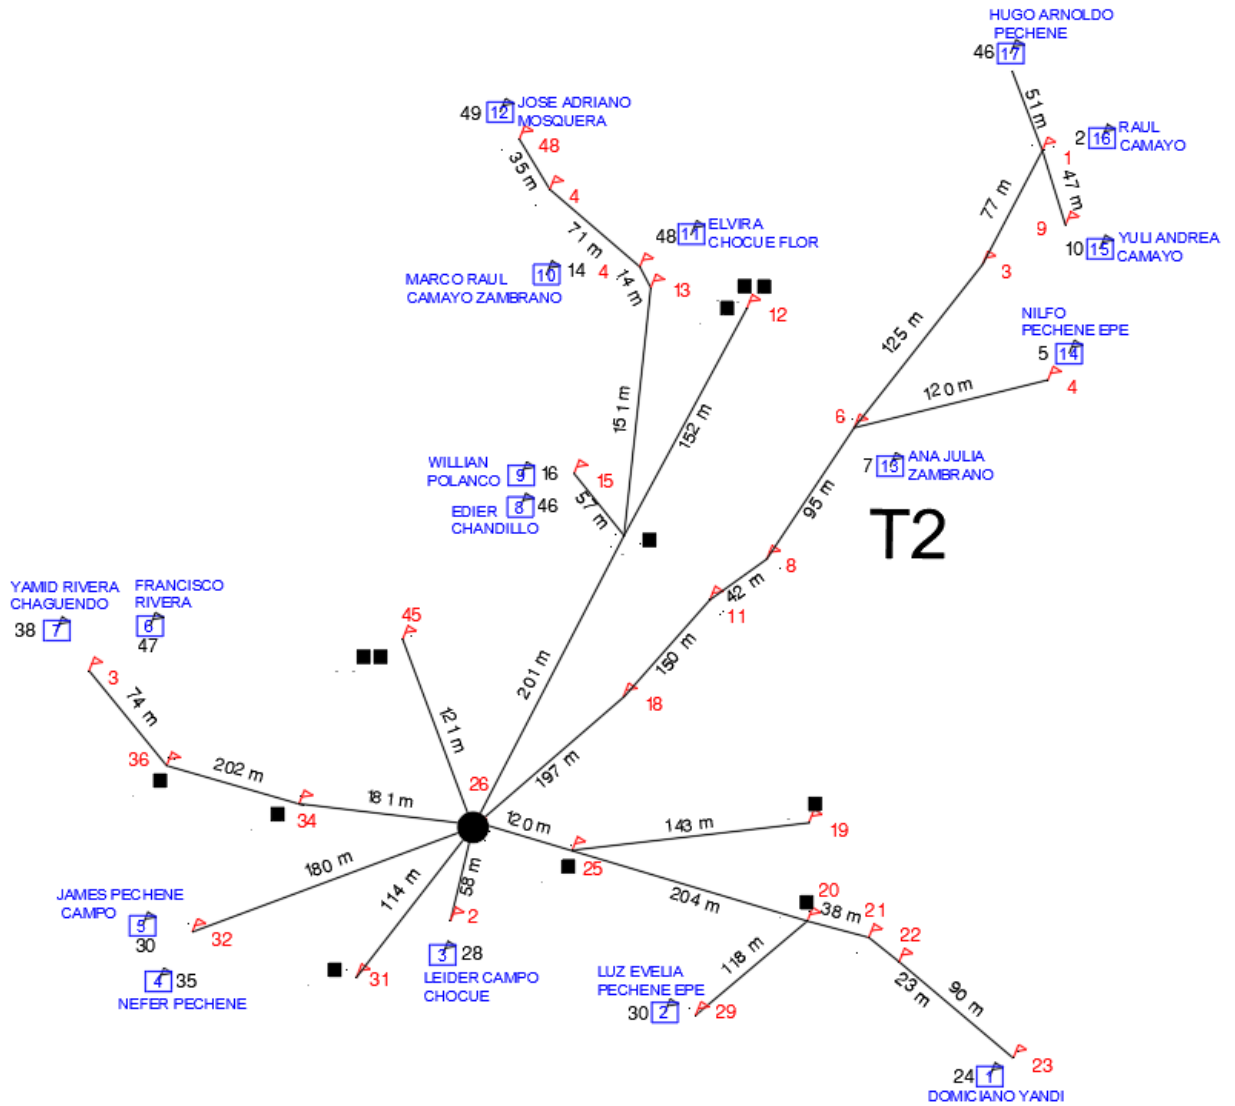 HUGO ARNOLDO
PECHENE
46 17
51 m
JOSE ADRIANO
49 12
MOSQUERA
48
35 m
4
RAUL
2 16
CAMAYO
1
47 m
77 m
9
YULI ANDREA
10 15
CAMAYO
3
ELVIRA
48 11
CHOCUE FLOR
71 m
MARCO RAUL
10 14 4
CAMAYO ZAMBRANO
14 m
13
12
NILFO
PECHENE EPE
5 14
125 m
120 m
4
6
151 m
152 m
WILLIAN
9 16
POLANCO
15
57 m
EDIER
8 46
CHANDILLO
ANA JULIA
7 13
ZAMBRANO
95 m
T2
8
42 m
11
YAMID RIVERA
CHAGUENDO
38 7
FRANCISCO
RIVERA
6
47
45
3
74 m
150 m
201 m
18
121 m
36
202 m
181 m
34
26
197 m
120 m
143 m
19
25
180 m
114 m
58 m
204 m
20
38 m
21
22
JAMES PECHENE
CAMPO
5
30
32
2
118 m
23 m
90 m
4 35
NEFER PECHENE
31
3 28
LEIDER CAMPO
CHOCUE
LUZ EVELIA
PECHENE EPE
30 2
29
23
24 1
DOMICIANO YANDI